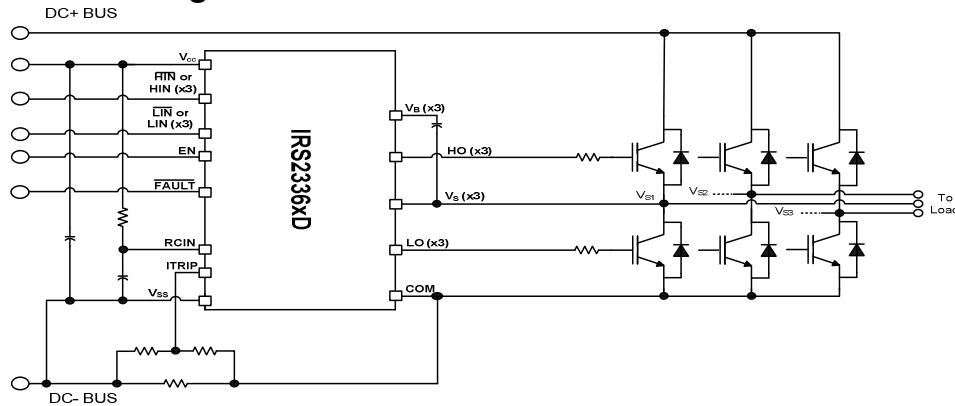 DC+ BUS
Vcc
HIN or
HIN (x3)
LIN or
LIN (x3)
EN
FAULT
RCIN
ITRIP
VSS
IRS2336xD
VB (x3)
HO (x3)
VS (x3)
LO (x3)
COM
VS1
VS2
VS3
To
Load
DC- BUS